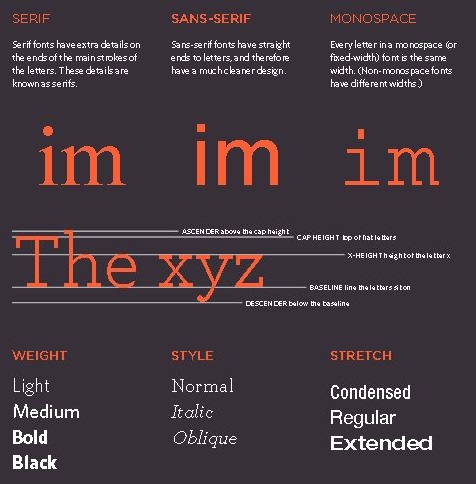 SERIF
Serif fonts have extra details on
the ends of the main strokes of
the letters. These details are
known as serifs.
SANS-SERIF
Sans-serif fonts have straight
ends to letters, and therefore
have a much cleaner design.
MONOSPACE
Every letter in a monospace (or
fixed-width) font is the same
width. (Non-monospace fonts
have different widths.)
im
im
im
ASCENDER above the cap height
CAP HEIGHT top of flat letters
X-HEIGHT height of the letter x
The xyz
BASELINE line the letters sit on
DESCENDER below the baseline
WEIGHT
Light
Medium
Bold
Black
STYLE
Normal
Italic
Oblique
STRETCH
Condensed
Regular
Extended